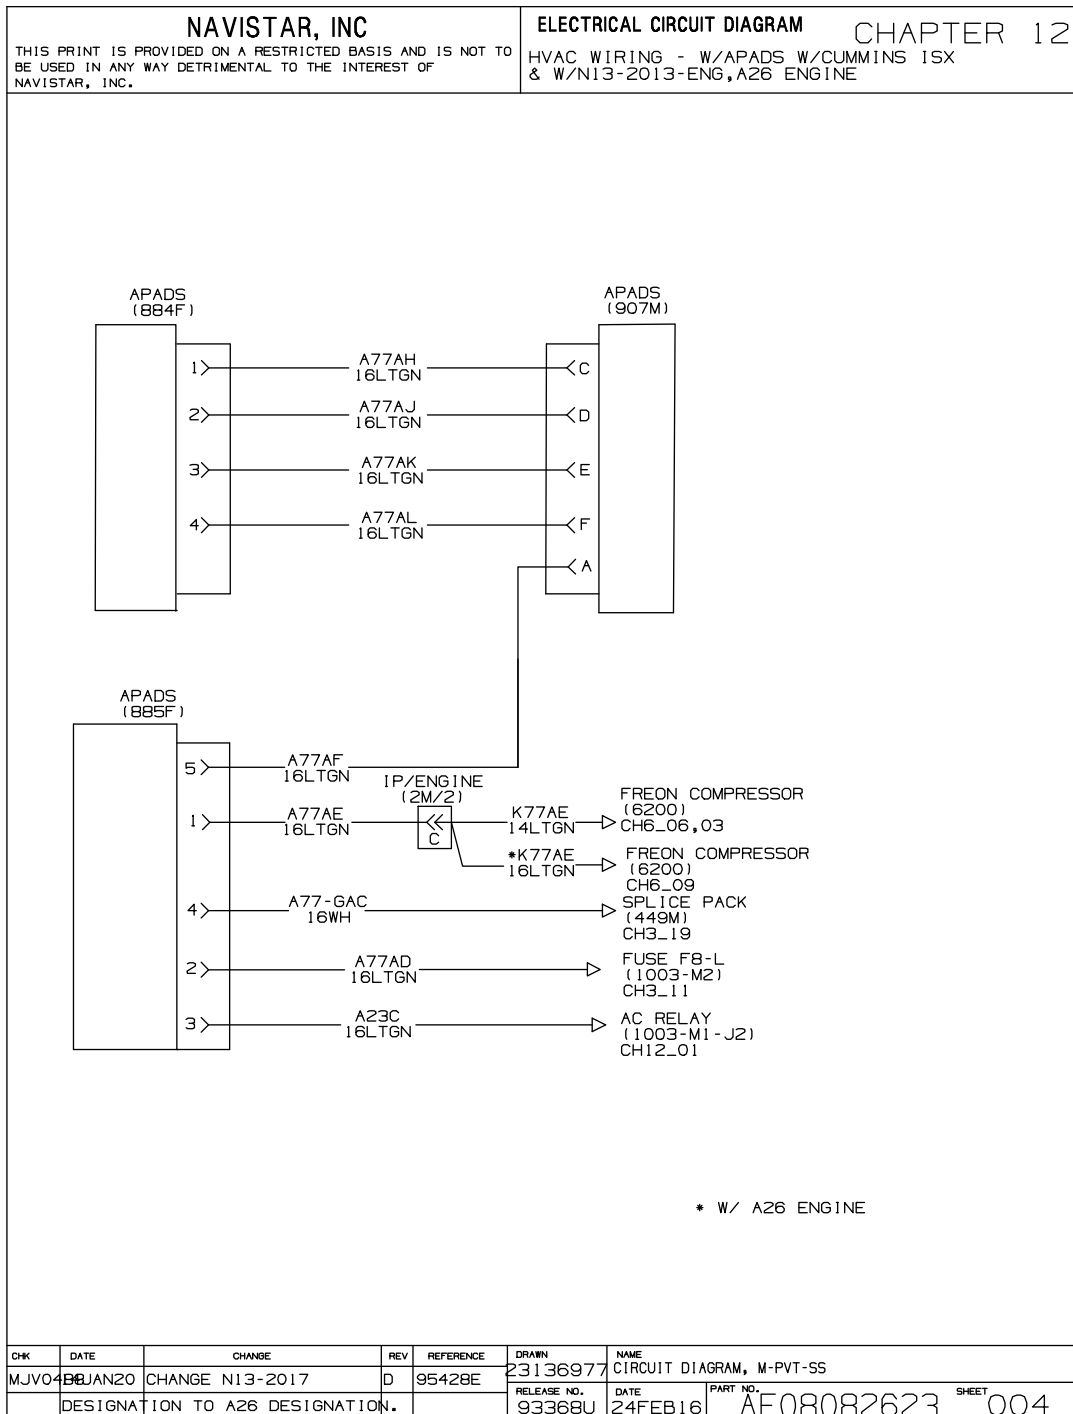 NAVISTAR, INC
THIS PRINT IS PROVIDED ON A RESTRICTED BASIS AND IS NOT TO
BE USED IN ANY WAY DETRIMENTAL TO THE INTEREST OF
NAVISTAR, INC.
ELECTRICAL CIRCUIT DIAGRAM
CHAPTER 12
HVAC WIRING - W/APADS W/CUMMINS ISX
& W/N13-2013-ENG,A26 ENGINE
APADS
(884F)
APADS
(907M)
1
A77AH
16LTGN
C
2
A77AJ
16LTGN
D
3
A77AK
16LTGN
E
4
A77AL
16LTGN
F
A
APADS
(885F)
5
A77AF
16LTGN
IP/ENGINE
(2M/2)
C
1
A77AE
16LTGN
K77AE
14LTGN
FREON COMPRESSOR
(6200)
CH6_06,03
*K77AE
16LTGN
FREON COMPRESSOR
(6200)
CH6_09
4
A77-GAC
16WH
SPLICE PACK
(449M)
CH3_19
2
A77AD
16LTGN
FUSE F8-L
(1003-M2)
CH3_11
3
A23C
16LTGN
AC RELAY
(1003-M1-J2)
CH12_01
* W/ A26 ENGINE
CHK
DATE
CHANGE
REV
REFERENCE
DRAWN
NAME
CHANGE N13-2017
D
95428E
23136977
CIRCUIT DIAGRAM, M-PVT-SS
DESIGNATION TO A26 DESIGNATION.
RELEASE NO.
93368U
DATE
24FEB16
PART NO.
AE08082623
SHEET
004